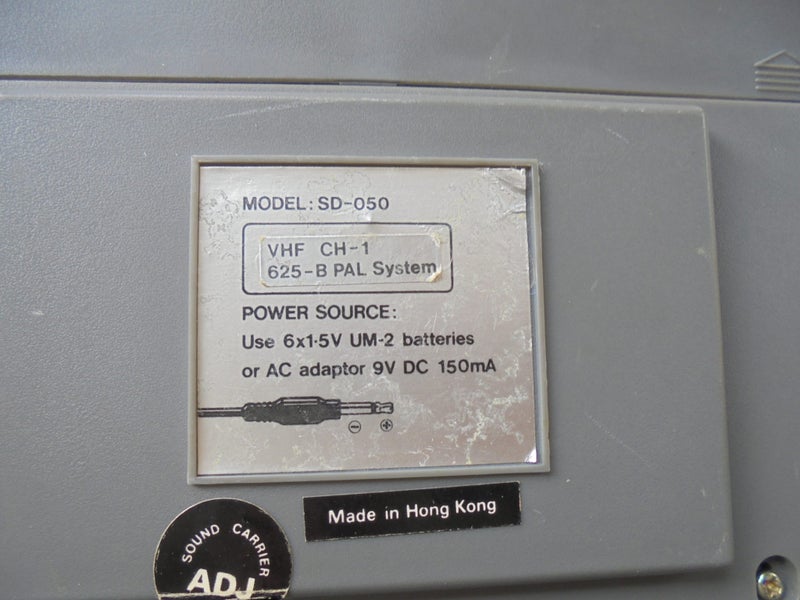 MODEL: SD-050
VHF CH-1
625-B PAL System
POWER SOURCE:
Use 6x1·5V UM-2 batteries
or AC adaptor 9V DC 150mA
Made in Hong Kong
SOUND CARRIER
ADJ